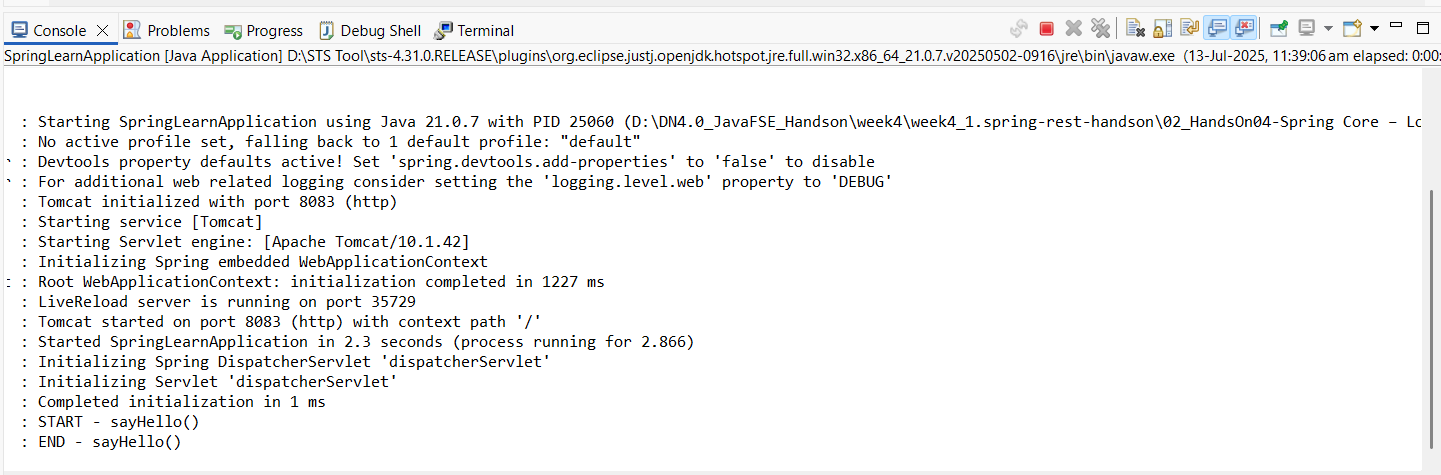 Console Problems Progress Debug Shell Terminal
SpringLearnApplication [Java Application] D:\STS Tool\sts-4.31.0.RELEASE\plugins\org.eclipse.justj.openjdk.hotspot.jre.full.win32.x86_64_21.0.7.v20250502-0916\jre\bin\javaw.exe (13-Jul-2025, 11:39:06 am elapsed: 0:00:
: Starting SpringLearnApplication using Java 21.0.7 with PID 25060 (D:\DN4.0_JavaFSE_Handson\week4\week4_1.spring-rest-handson\02_HandsOn04-Spring Core – Lo
: No active profile set, falling back to 1 default profile: "default"
: Devtools property defaults active! Set 'spring.devtools.add-properties' to 'false' to disable
: For additional web related logging consider setting the 'logging.level.web' property to 'DEBUG'
: Tomcat initialized with port 8083 (http)
: Starting service [Tomcat]
: Starting Servlet engine: [Apache Tomcat/10.1.42]
: Initializing Spring embedded WebApplicationContext
: Root WebApplicationContext: initialization completed in 1227 ms
: LiveReload server is running on port 35729
: Tomcat started on port 8083 (http) with context path '/'
: Started SpringLearnApplication in 2.3 seconds (process running for 2.866)
: Initializing Spring DispatcherServlet 'dispatcherServlet'
: Initializing Servlet 'dispatcherServlet'
: Completed initialization in 1 ms
: START - sayHello()
: END - sayHello()